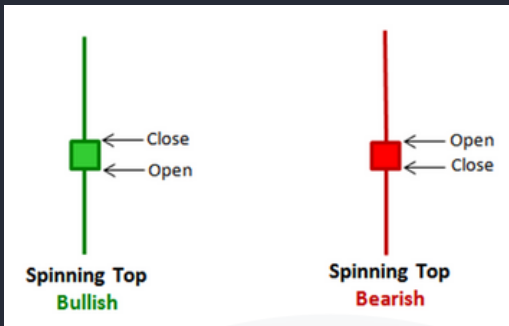 Close
Open
Spinning Top
Bullish
Open
Close
Spinning Top
Bearish